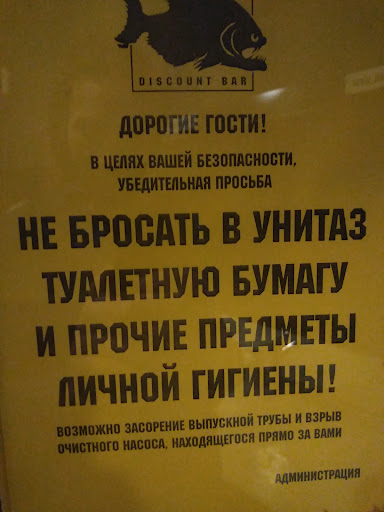 DISCOUNT BAR
ДОРОГИЕ ГОСТИ!
В ЦЕЛЯХ ВАШЕЙ БЕЗОПАСНОСТИ,
УБЕДИТЕЛЬНАЯ ПРОСЬБА
НЕ БРОСАТЬ В УНИТАЗ
ТУАЛЕТНУЮ БУМАГУ
И ПРОЧИЕ ПРЕДМЕТЫ
ЛИЧНОЙ ГИГИЕНЫ!
ВОЗМОЖНО ЗАСОРЕНИЕ ВЫПУСКНОЙ ТРУБЫ И ВЗРЫВ
ОЧИСТНОГО НАСОСА, НАХОДЯЩЕГОСЯ ПРЯМО ЗА ВАМИ
АДМИНИСТРАЦИЯ